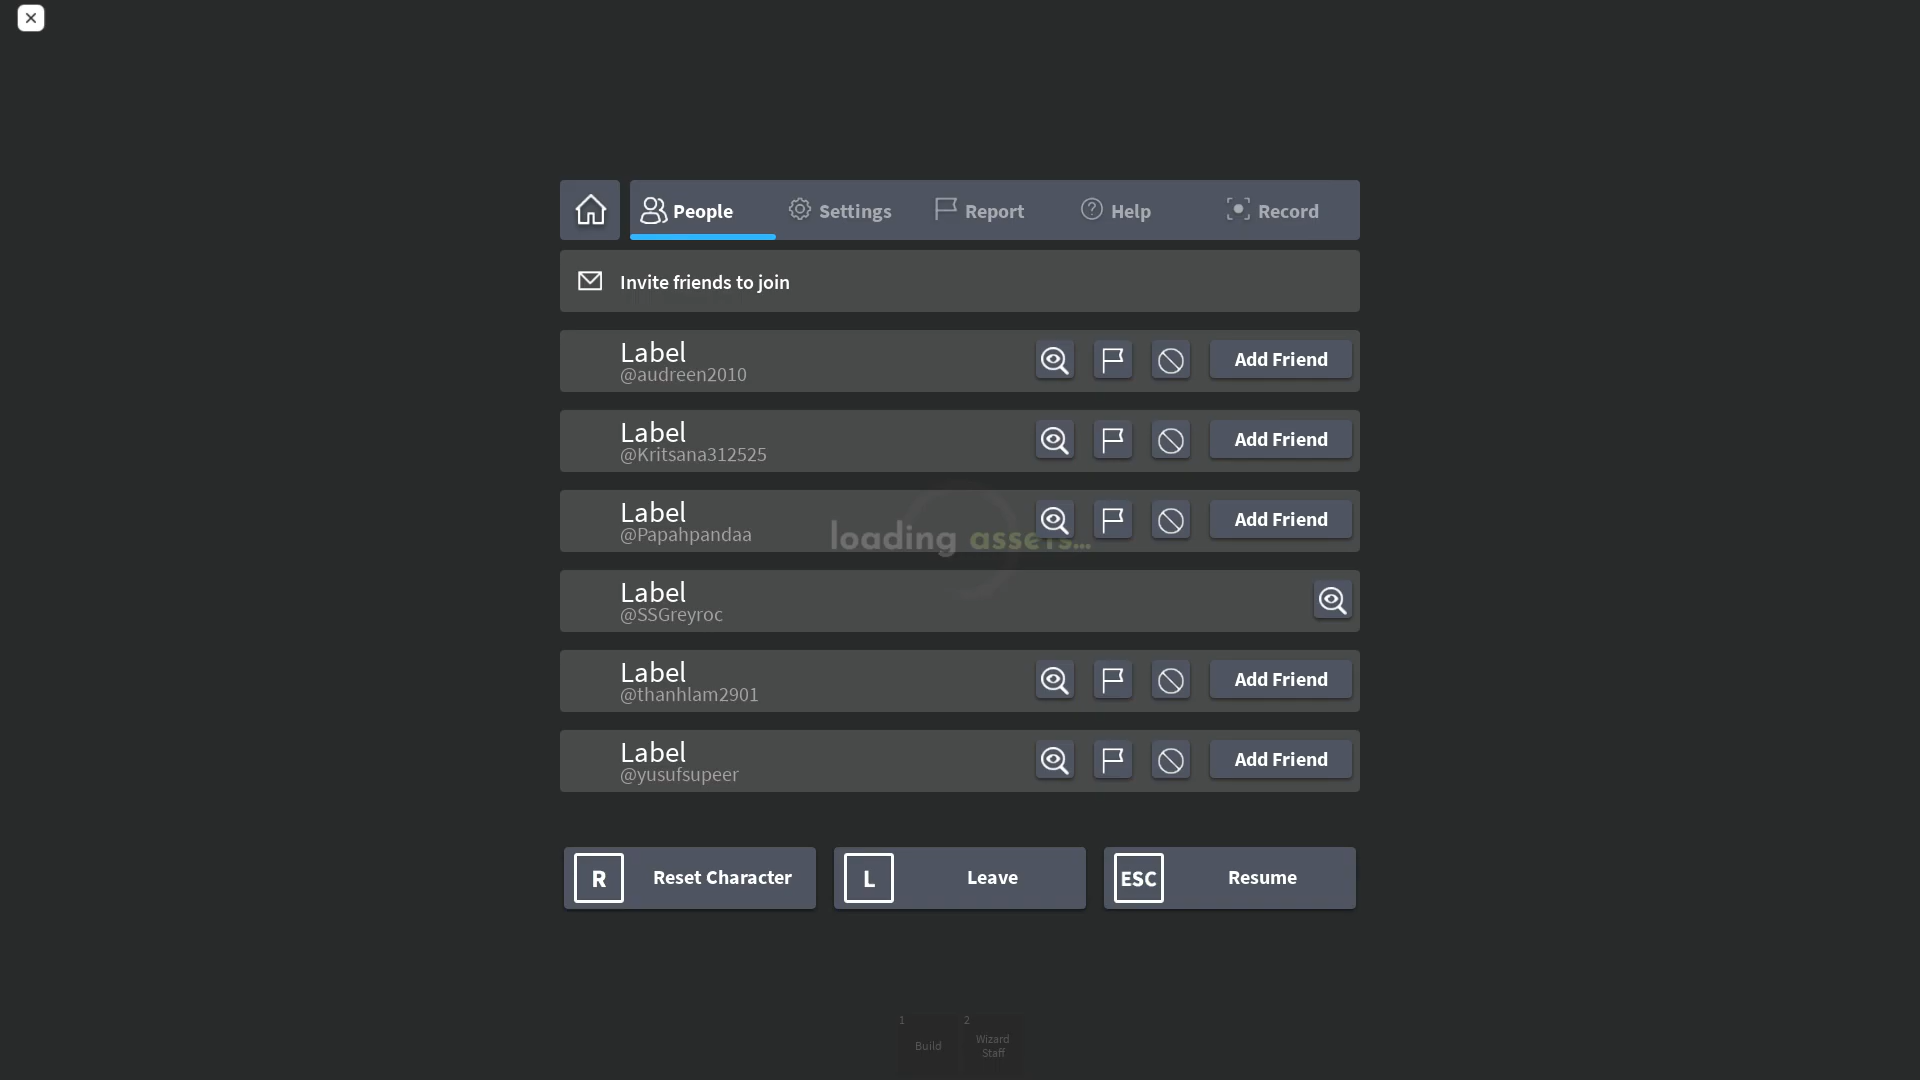 People
Settings
Report
Help
Record
Invite friends to join
Label
@audreen2010
Add Friend
Label
@Kritsana312525
Add Friend
Label
@Papahpandaa
Add Friend
loading assets...
Label
@SSGreyroc
Label
@thanhlam2901
Add Friend
Label
@yusufsupeer
Add Friend
R
Reset Character
L
Leave
ESC
Resume
1
Build
2
Wizard
Staff